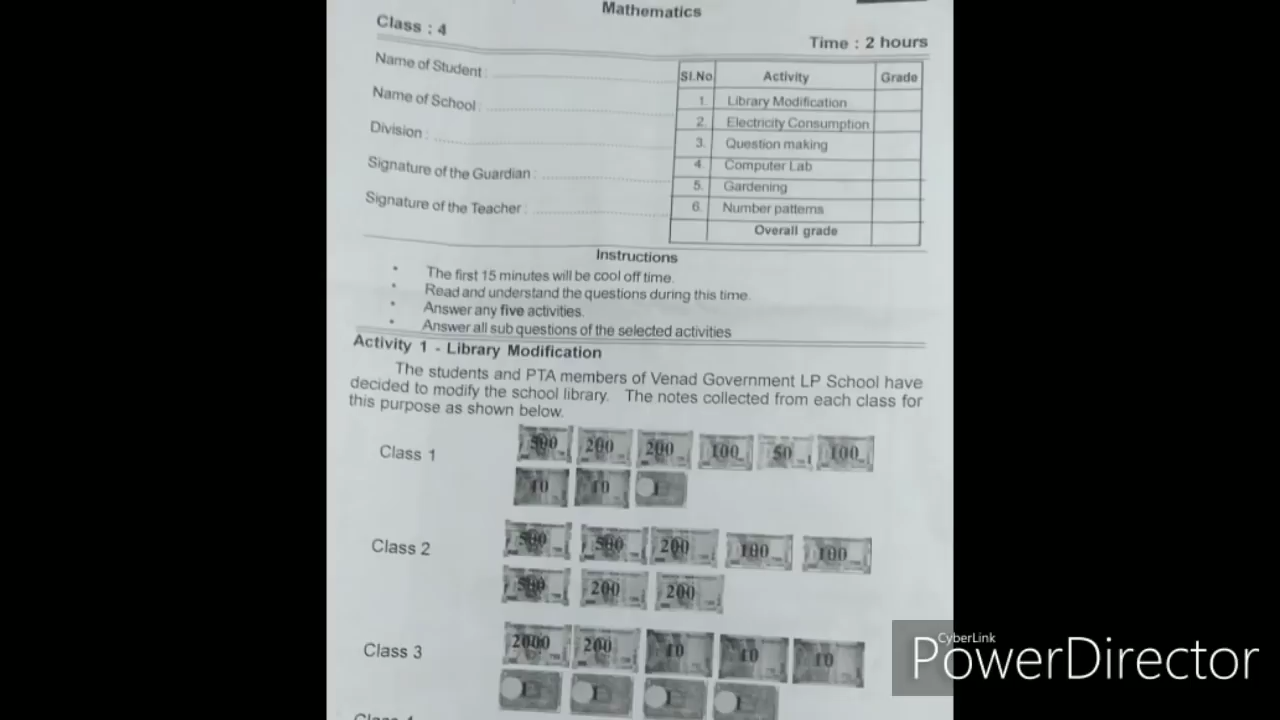 Mathematics
Class : 4
Time : 2 hours
Name of Student :
Name of School :
Division :
Signature of the Guardian :
Signature of the Teacher :
Sl.No. Activity Grade
1. Library Modification
2. Electricity Consumption
3. Question making
4. Computer Lab
5. Gardening
6. Number patterns
Overall grade
Instructions
• The first 15 minutes will be cool off time.
• Read and understand the questions during this time.
• Answer any five activities.
• Answer all sub questions of the selected activities
Activity 1 - Library Modification
The students and PTA members of Venad Government LP School have
decided to modify the school library. The notes collected from each class for
this purpose as shown below.
Class 1
500 200 200 100 50 100
10 10 1
Class 2
500 500 200 100 100
500 200 200
Class 3
2000 200 10 10 10
1 1 1 1
CyberLink
PowerDirector